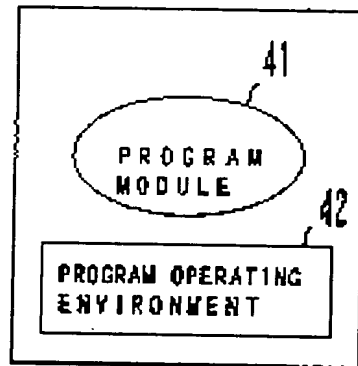 41
PROGRAM
MODULE
42
PROGRAM OPERATING
ENVIRONMENT